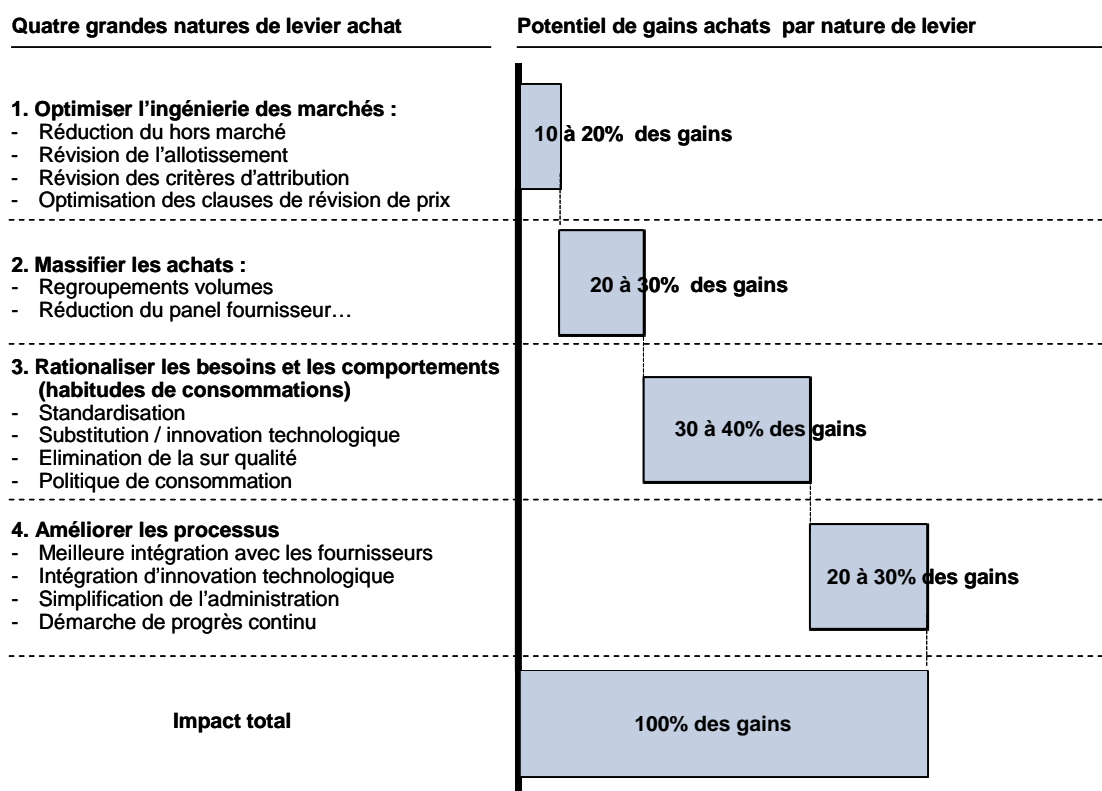 Quatre grandes natures de levier achat
Potentiel de gains achats par nature de levier
1. Optimiser l’ingénierie des marchés :
- Réduction du hors marché
- Révision de l’allotissement
- Révision des critères d’attribution
- Optimisation des clauses de révision de prix
10 à 20% des gains
2. Massifier les achats :
- Regroupements volumes
- Réduction du panel fournisseur…
20 à 30% des gains
3. Rationaliser les besoins et les comportements
(habitudes de consommations)
- Standardisation
- Substitution / innovation technologique
- Elimination de la sur qualité
- Politique de consommation
30 à 40% des gains
4. Améliorer les processus
- Meilleure intégration avec les fournisseurs
- Intégration d’innovation technologique
- Simplification de l’administration
- Démarche de progrès continu
20 à 30% des gains
Impact total
100% des gains